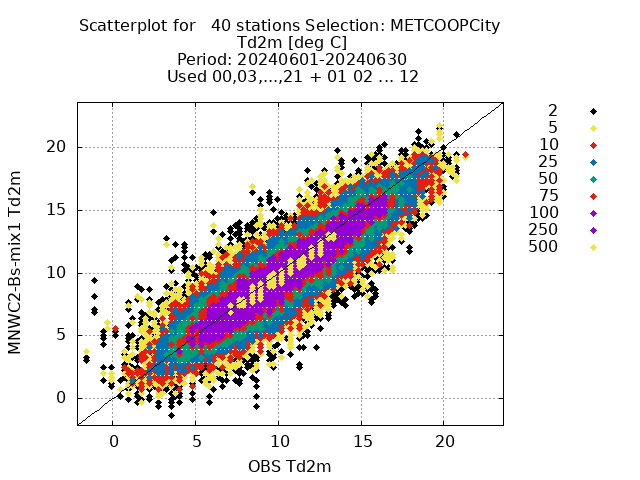 Scatterplot for   40 stations Selection: METCOOPCity
Td2m [deg C]
Period: 20240601-20240630
Used 00,03,...,21 + 01 02 ... 12
MNWC2-Bs-mix1 Td2m
20
15
10
5
0
0 5 10 15 20
OBS Td2m
2
5
10
25
50
75
100
250
500